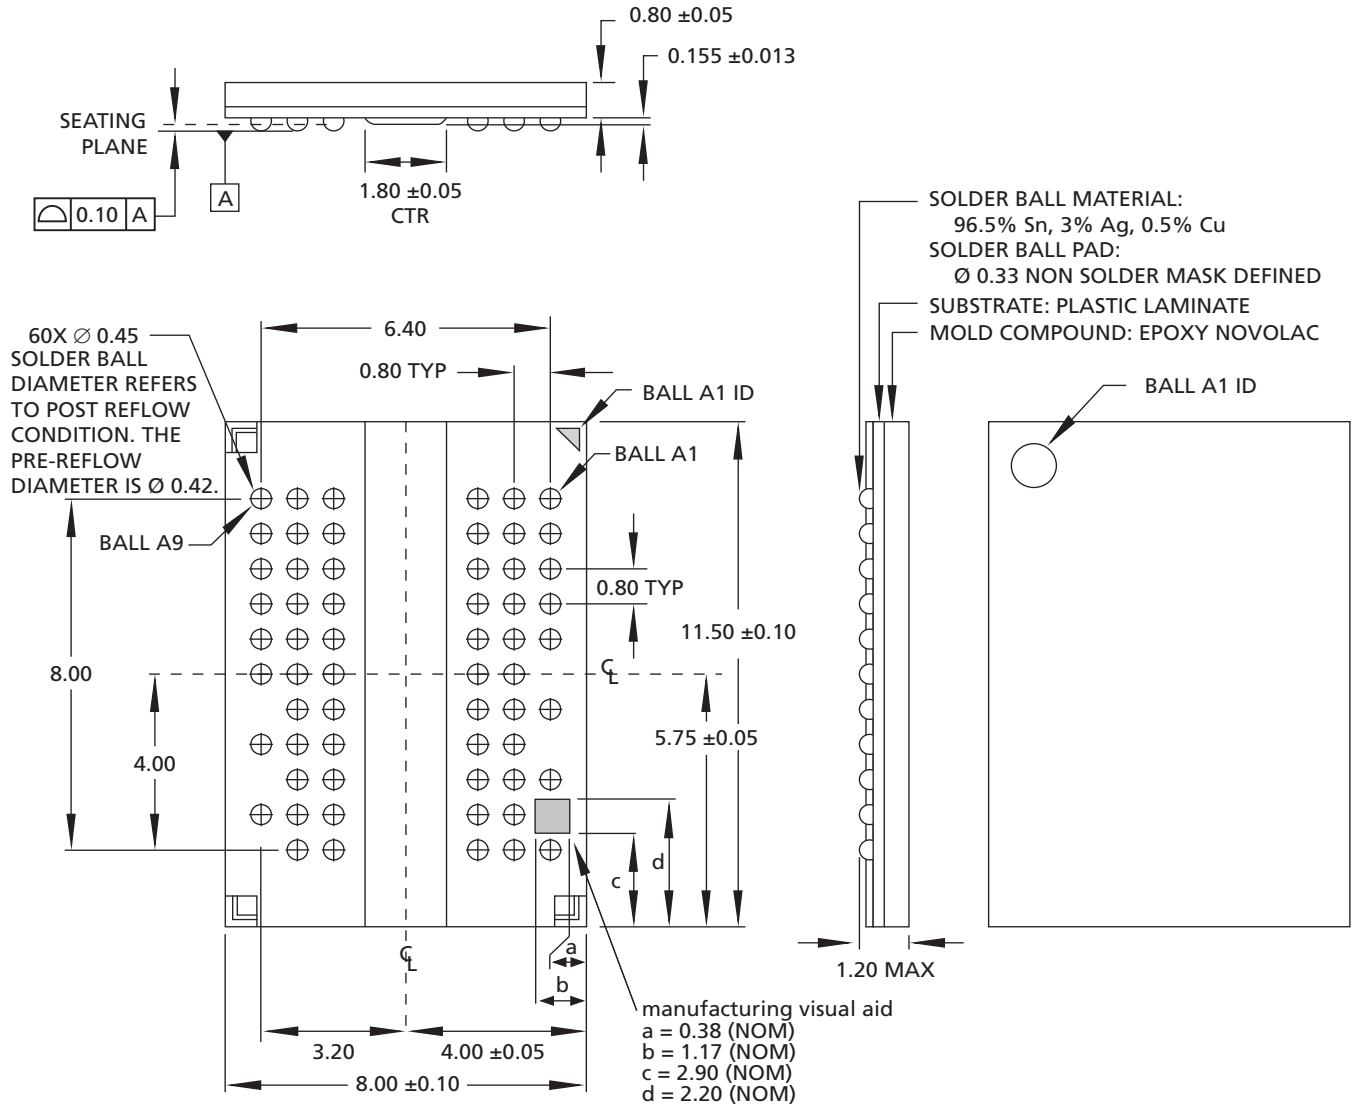 0.80 ±0.05
0.155 ±0.013
SEATING
PLANE
A
1.80 ±0.05
CTR
0.10 A
SOLDER BALL MATERIAL:
96.5% Sn, 3% Ag, 0.5% Cu
SOLDER BALL PAD:
Ø 0.33 NON SOLDER MASK DEFINED
SUBSTRATE: PLASTIC LAMINATE
MOLD COMPOUND: EPOXY NOVOLAC
60X Ø 0.45
SOLDER BALL
DIAMETER REFERS
TO POST REFLOW
CONDITION. THE
PRE-REFLOW
DIAMETER IS Ø 0.42.
6.40
0.80 TYP
BALL A1 ID
BALL A1
BALL A1 ID
BALL A9
0.80 TYP
11.50 ±0.10
8.00
℄
5.75 ±0.05
4.00
d
c
a
b
℄
1.20 MAX
manufacturing visual aid
a = 0.38 (NOM)
b = 1.17 (NOM)
c = 2.90 (NOM)
d = 2.20 (NOM)
3.20
4.00 ±0.05
8.00 ±0.10